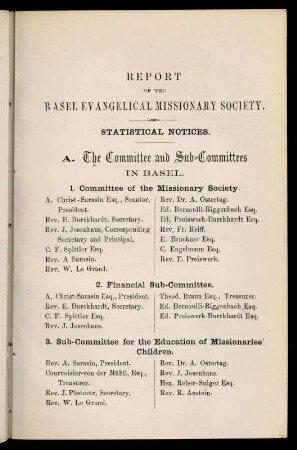 REPORT
OF THE
BASEL EVANGELICAL MISSIONARY SOCIETY.
STATISTICAL NOTICES.
A. The Committee and Sub-Committees
IN BASEL.
1. Committee of the Missionary Society.
A. Christ-Sarasin Esq., Senator,
President.
Rev. E. Burckhardt, Secretary.
Rev. J. Josenhans, Corresponding
Secretary and Principal.
C. F. Spittler Esq.
Rev. A Sarasin.
Rev. W. Le Grand.
Rev. Dr. A. Ostertag.
Ed. Bernoulli-Riggenbach Esq.
Ed. Preiswerk-Burckhardt Esq.
Rev, Fr. Reiff.
E. Bruckner Esq.
C. Engelmann Esq.
Rev. E. Preiswerk.
2. Financial Sub-Committee.
A. Christ-Sarasin Esq., President.
Rev. E. Burckhardt, Secretary.
C. F. Spittler Esq.
Rev. J. Josenhans.
Theod. Braun Esq., Treasurer.
Ed. Bernoulli-Riggenbach Esq.
Ed. Preiswerk-Burckhardt Esq.
3. Sub-Committee for the Education of Missionaries'
Children.
Rev. A. Sarasin, President.
Courvoisier-von der Mühll, Esq.,
Treasurer.
Rev. J. Pfisterer, Secretary.
Rev. W. Le Grand.
Rev. Dr. A. Ostertag.
Rev. J. Josenhans.
Reber-Sulger Esq.
Rev. R. Anstein.